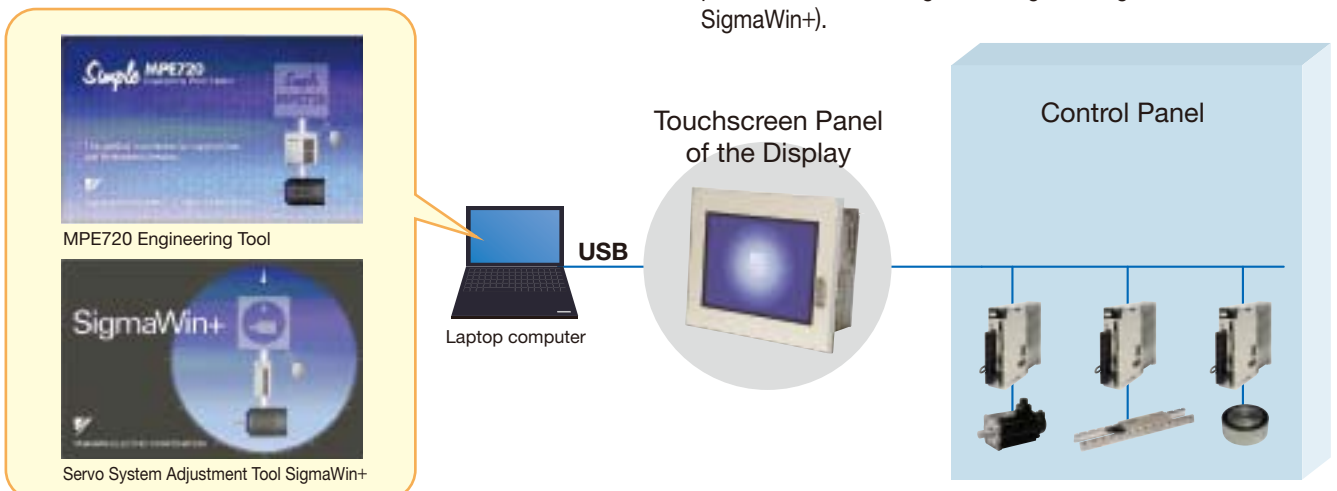 SigmaWin+).
Simple MPE720
MPE720 Engineering Tool
SigmaWin+
Servo System Adjustment Tool SigmaWin+
Laptop computer
USB
Touchscreen Panel
of the Display
Control Panel